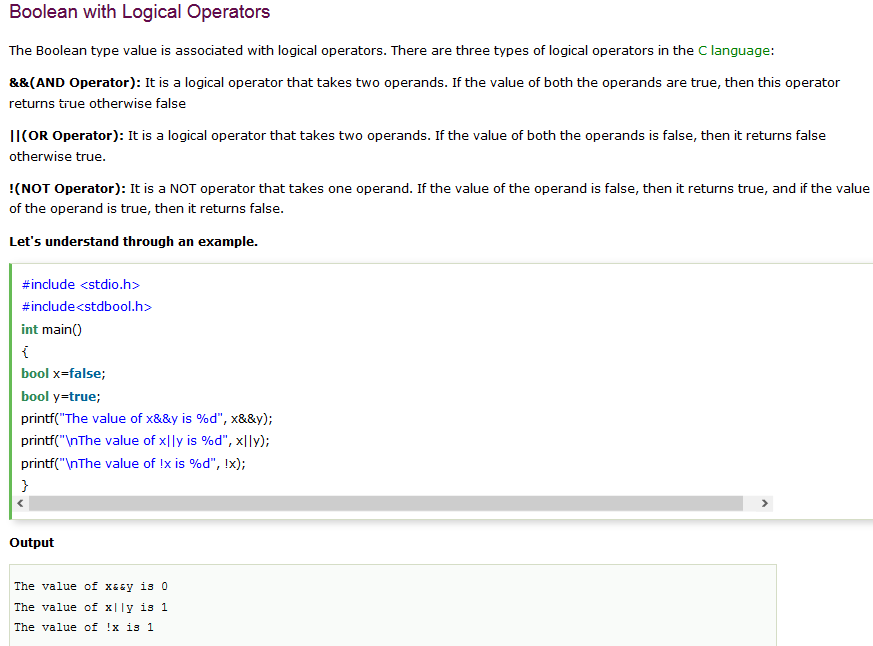 Boolean with Logical Operators
The Boolean type value is associated with logical operators. There are three types of logical operators in the C language:
&&(AND Operator): It is a logical operator that takes two operands. If the value of both the operands are true, then this operator
returns true otherwise false
||(OR Operator): It is a logical operator that takes two operands. If the value of both the operands is false, then it returns false
otherwise true.
!(NOT Operator): It is a NOT operator that takes one operand. If the value of the operand is false, then it returns true, and if the value
of the operand is true, then it returns false.
Let's understand through an example.
#include <stdio.h>
#include<stdbool.h>
int main()
{
bool x=false;
bool y=true;
printf("The value of x&&y is %d", x&&y);
printf("\nThe value of x||y is %d", x||y);
printf("\nThe value of !x is %d", !x);
}
Output
The value of x&&y is 0
The value of x||y is 1
The value of !x is 1